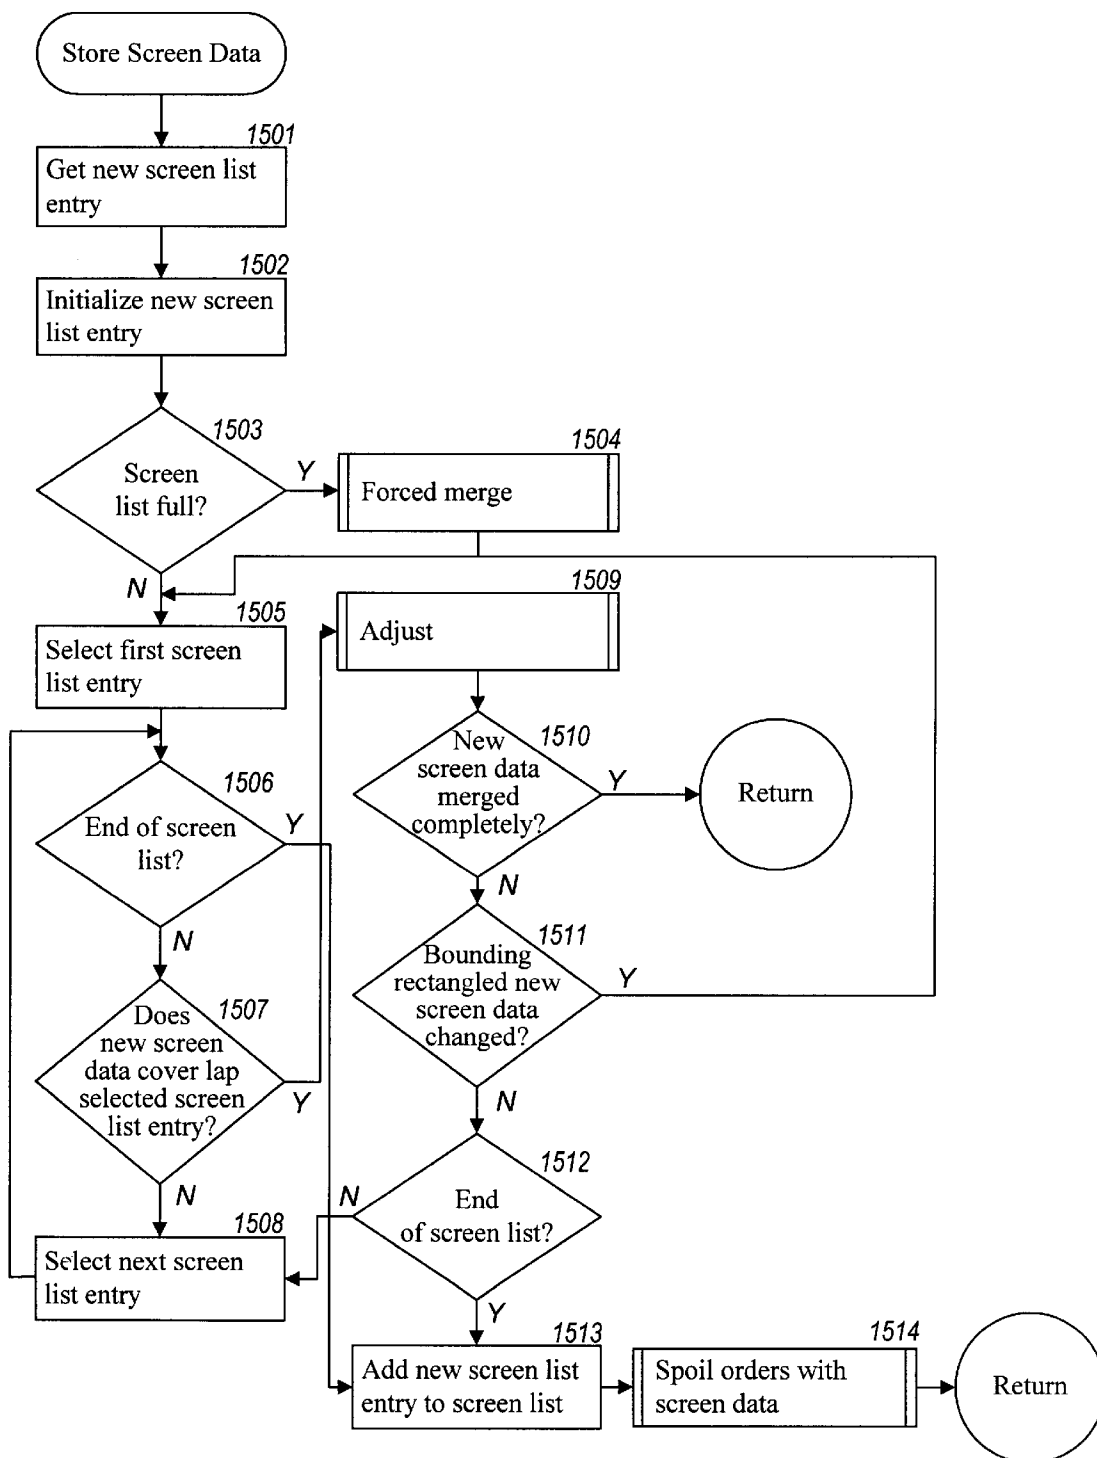 Store Screen Data
1501
Get new screen list
entry
1502
Initialize new screen
list entry
1503
Screen
list full?
Y
N
1504
Forced merge
1505
Select first screen
list entry
1506
End of screen
list?
Y
N
1507
Does
new screen
data cover lap
selected screen
list entry?
Y
N
1508
Select next screen
list entry
1509
Adjust
1510
New
screen data
merged
completely?
Y
Return
N
1511
Bounding
rectangled new
screen data
changed?
Y
N
1512
End
of screen list?
N
Y
1513
Add new screen list
entry to screen list
1514
Spoil orders with
screen data
Return